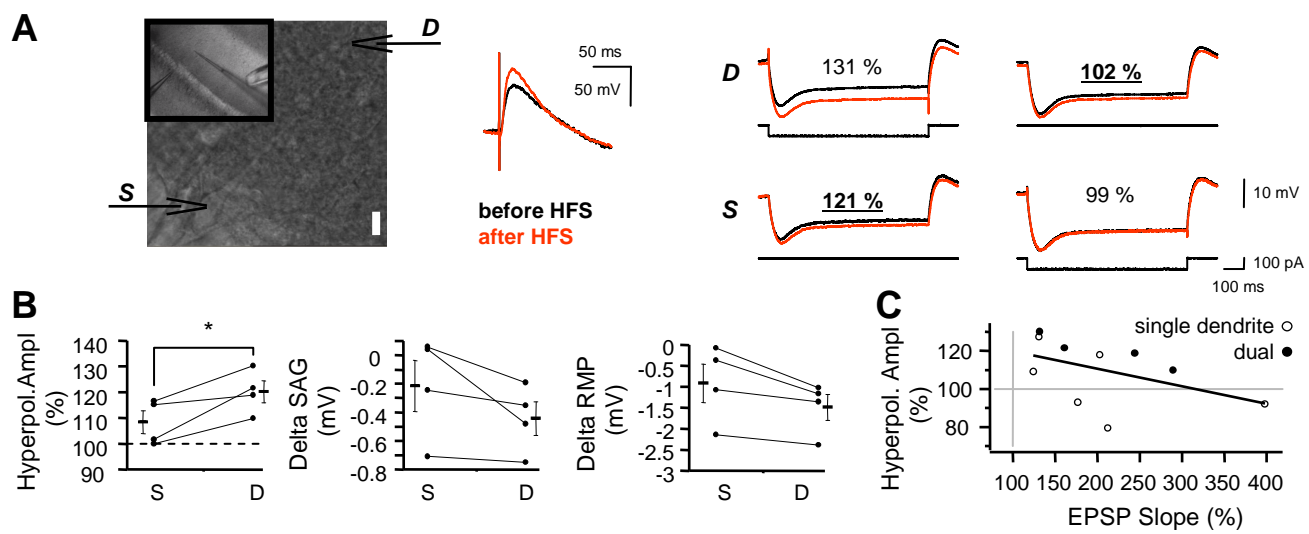 A
D
S
50 ms
50 mV
before HFS
after HFS
D
131 %
102 %
S
121 %
99 %
10 mV
100 pA
100 ms
B
Hyperpol.Ampl
(%)
140
130
120
110
100
90
*
S
D
Delta SAG
(mV)
0
-0.2
-0.4
-0.6
-0.8
S
D
Delta RMP
(mV)
0
-0.5
-1
-1.5
-2
-2.5
-3
S
D
C
Hyperpol. Ampl
(%)
120
100
80
single dendrite
dual
100
150
200
250
300
350
400
EPSP Slope (%)